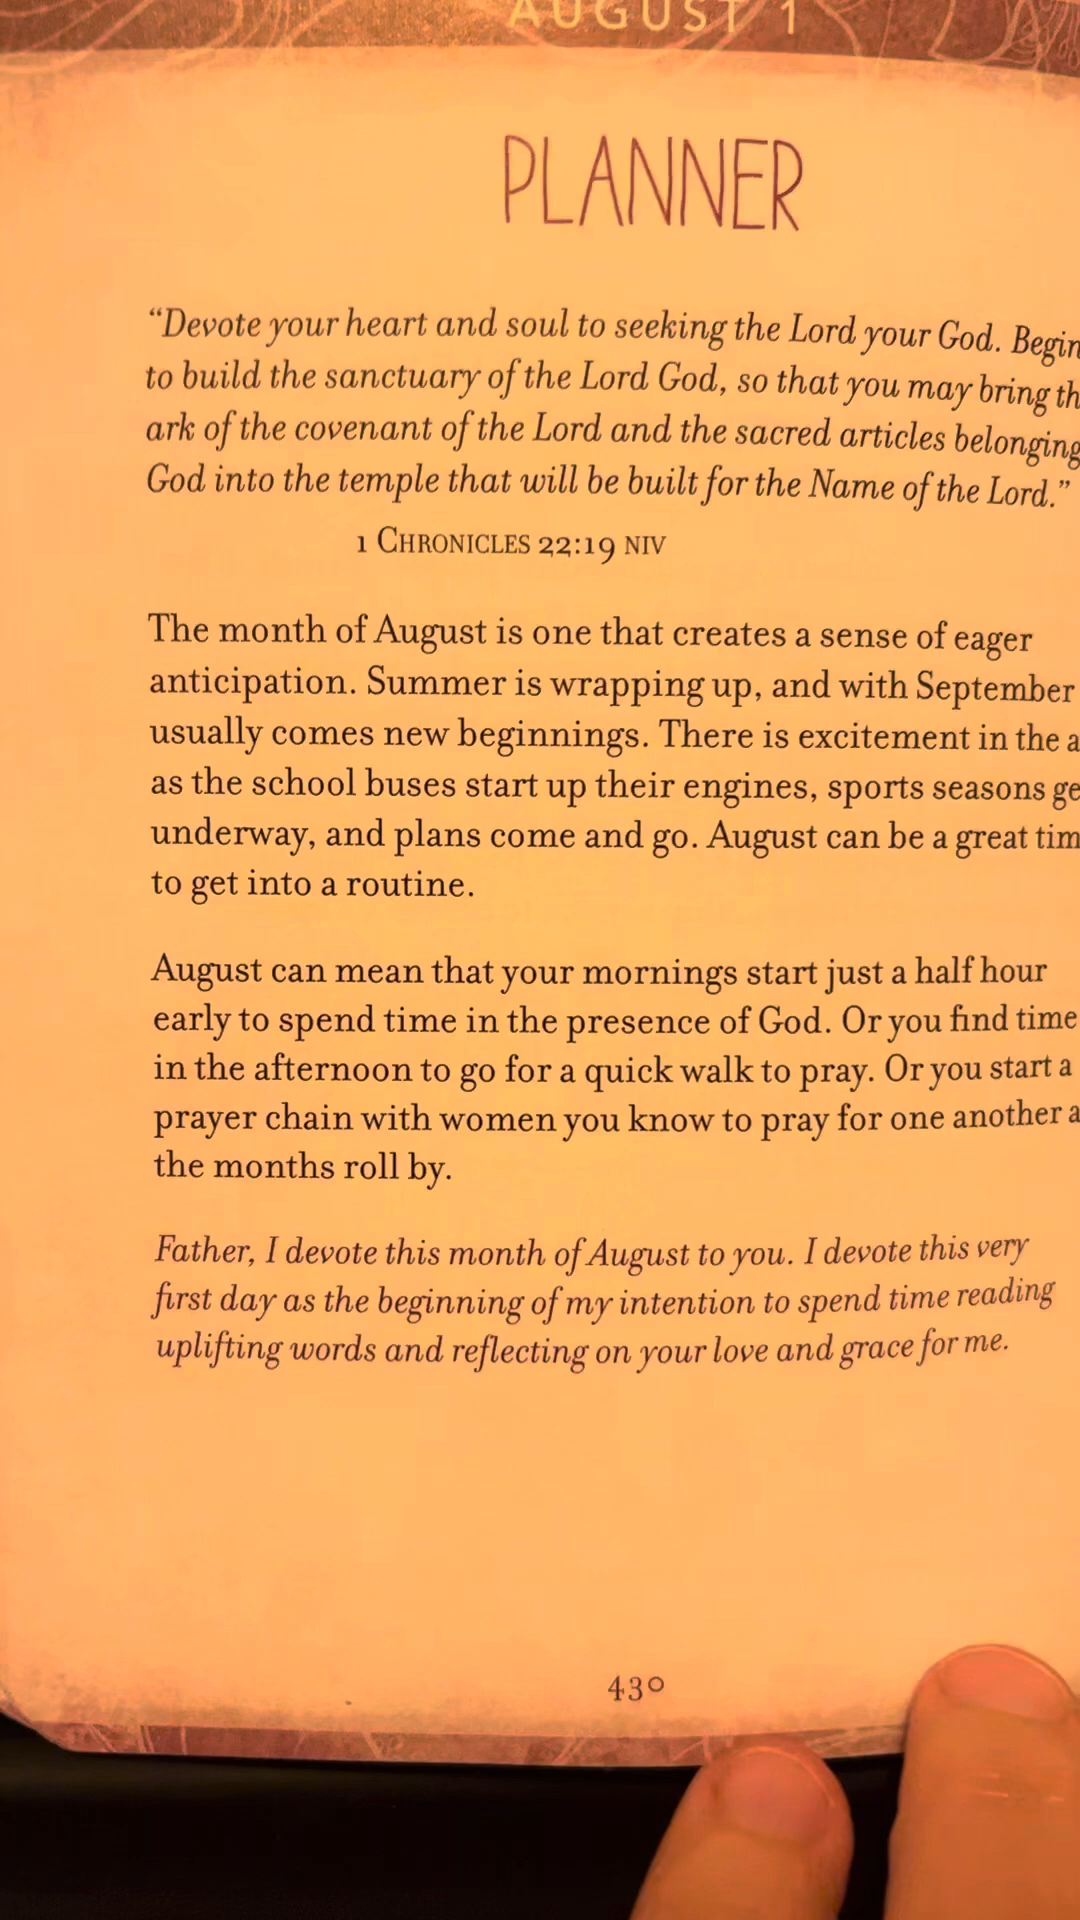 AUGUST 1
PLANNER
“Devote your heart and soul to seeking the Lord your God. Begin
to build the sanctuary of the Lord God, so that you may bring
ark of the covenant of the Lord and the sacred articles belonging
God into the temple that will be built for the Name of the Lord.”
1 CHRONICLES 22:19 NIV
The month of August is one that creates a sense of eager
anticipation. Summer is wrapping up, and with September
usually comes new beginnings. There is excitement in the
as the school buses start up their engines, sports seasons
underway, and plans come and go. August can be a great
to get into a routine.
August can mean that your mornings start just a half hour
early to spend time in the presence of God. Or you find time
in the afternoon to go for a quick walk to pray. Or you start a
prayer chain with women you know to pray for one another
the months roll by.
Father, I devote this month of August to you. I devote this very
first day as the beginning of my intention to spend time reading
uplifting words and reflecting on your love and grace for me.
430